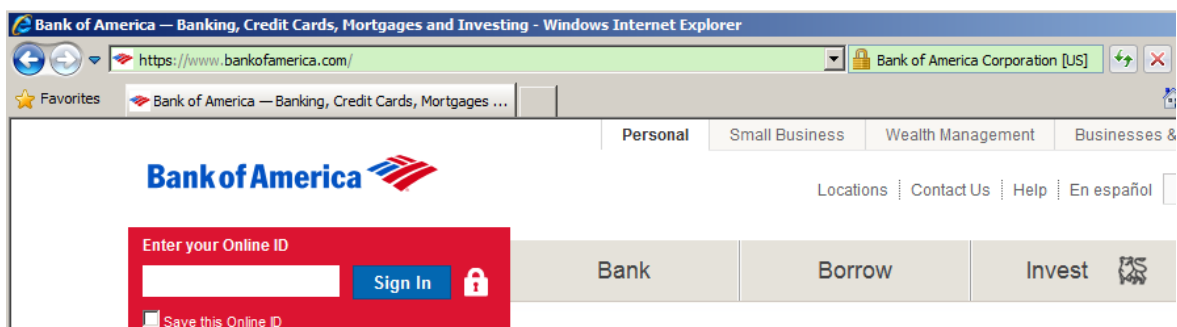 Bank of America — Banking, Credit Cards, Mortgages and Investing - Windows Internet Explorer
https://www.bankofamerica.com/ Bank of America Corporation [US]
Favorites Bank of America — Banking, Credit Cards, Mortgages ...
Personal Small Business Wealth Management Businesses &
Bank of America
Locations Contact Us Help En español
Enter your Online ID
Sign In
Bank Borrow Invest
Save this Online ID